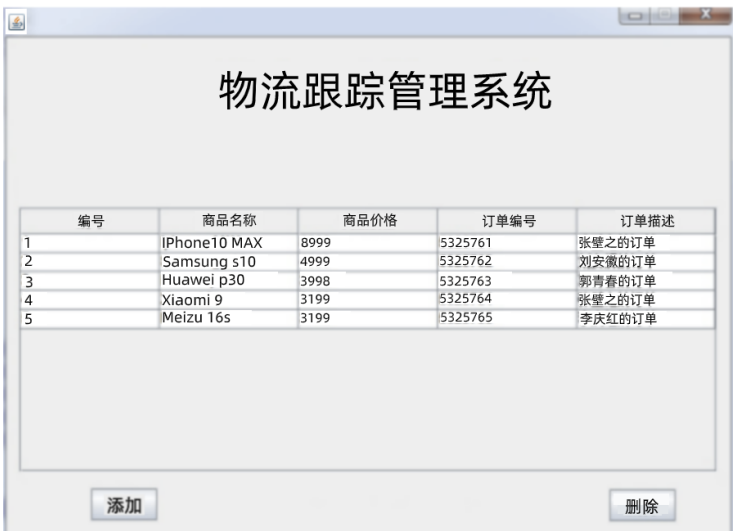 物流跟踪管理系统
编号 商品名称 商品价格 订单编号 订单描述
1 IPhone10 MAX 8999 5325761 张壁之的订单
2 Samsung s10 4999 5325762 刘安徽的订单
3 Huawei p30 3998 5325763 郭青春的订单
4 Xiaomi 9 3199 5325764 张壁之的订单
5 Meizu 16s 3199 5325765 李庆红的订单
添加 删除